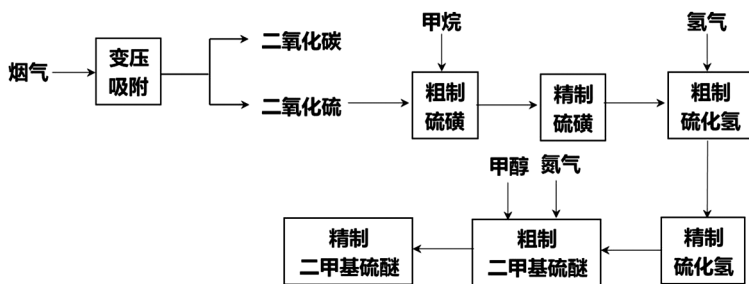 烟气
变压
吸附
二氧化碳
二氧化硫
甲烷
粗制
硫磺
精制
硫磺
氢气
粗制
硫化氢
甲醇
氮气
精制
二甲基硫醚
粗制
二甲基硫醚
精制
硫化氢